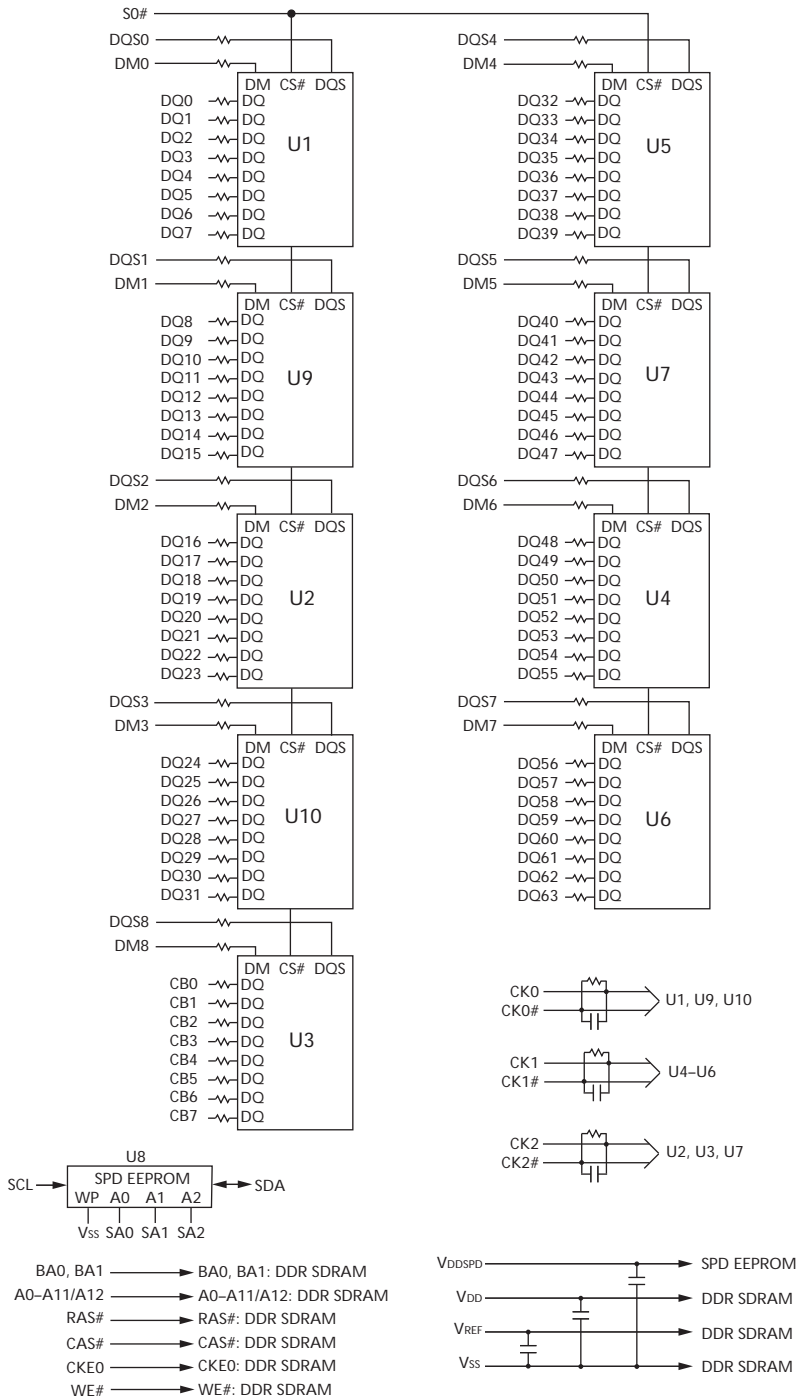 S0#
DQS0
DM0
DM CS# DQS
DQ0 DQ
DQ1 DQ
DQ2 DQ
DQ3 DQ
DQ4 DQ
DQ5 DQ
DQ6 DQ
DQ7 DQ
U1
DQS1
DM1
DM CS# DQS
DQ8 DQ
DQ9 DQ
DQ10 DQ
DQ11 DQ
DQ12 DQ
DQ13 DQ
DQ14 DQ
DQ15 DQ
U9
DQS2
DM2
DM CS# DQS
DQ16 DQ
DQ17 DQ
DQ18 DQ
DQ19 DQ
DQ20 DQ
DQ21 DQ
DQ22 DQ
DQ23 DQ
U2
DQS3
DM3
DM CS# DQS
DQ24 DQ
DQ25 DQ
DQ26 DQ
DQ27 DQ
DQ28 DQ
DQ29 DQ
DQ30 DQ
DQ31 DQ
U10
DQS8
DM8
DM CS# DQS
CB0 DQ
CB1 DQ
CB2 DQ
CB3 DQ
CB4 DQ
CB5 DQ
CB6 DQ
CB7 DQ
U3
DQS4
DM4
DM CS# DQS
DQ32 DQ
DQ33 DQ
DQ34 DQ
DQ35 DQ
DQ36 DQ
DQ37 DQ
DQ38 DQ
DQ39 DQ
U5
DQS5
DM5
DM CS# DQS
DQ40 DQ
DQ41 DQ
DQ42 DQ
DQ43 DQ
DQ44 DQ
DQ45 DQ
DQ46 DQ
DQ47 DQ
U7
DQS6
DM6
DM CS# DQS
DQ48 DQ
DQ49 DQ
DQ50 DQ
DQ51 DQ
DQ52 DQ
DQ53 DQ
DQ54 DQ
DQ55 DQ
U4
DQS7
DM7
DM CS# DQS
DQ56 DQ
DQ57 DQ
DQ58 DQ
DQ59 DQ
DQ60 DQ
DQ61 DQ
DQ62 DQ
DQ63 DQ
U6
CK0
CK0#
U1, U9, U10
CK1
CK1#
U4–U6
CK2
CK2#
U2, U3, U7
U8
SCL SPD EEPROM SDA
WP A0 A1 A2
Vss SA0 SA1 SA2
BA0, BA1 BA0, BA1: DDR SDRAM
A0–A11/A12 A0–A11/A12: DDR SDRAM
RAS# RAS#: DDR SDRAM
CAS# CAS#: DDR SDRAM
CKE0 CKE0: DDR SDRAM
WE# WE#: DDR SDRAM
VDDSPD SPD EEPROM
VDD DDR SDRAM
VREF DDR SDRAM
Vss DDR SDRAM